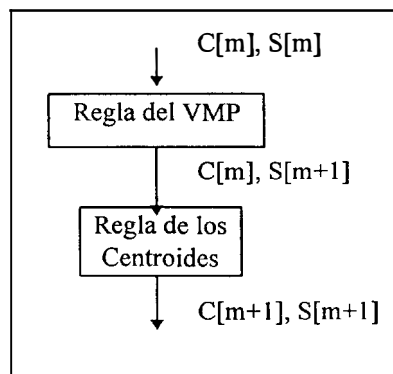 C[m], S[m]
Regla del VMP
C[m], S[m+1]
Regla de los
Centroides
C[m+1], S[m+1]